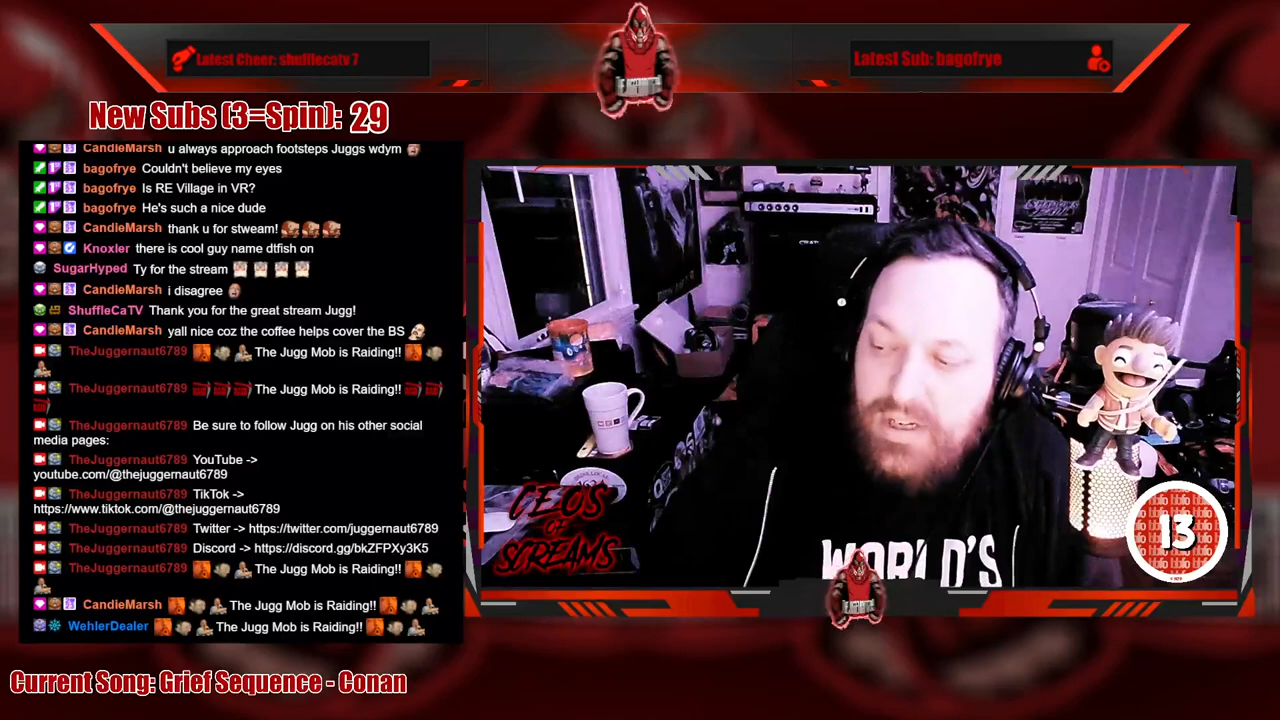 Latest Cheer: shufflecatv 7
Latest Sub: bagofrye
New Subs (3=Spin): 29
CandieMarsh u always approach footsteps Juggs wdym
bagofrye Couldn't believe my eyes
bagofrye Is RE Village in VR?
bagofrye He's such a nice dude
CandieMarsh thank u for stweam!
Knoxler there is cool guy name dtfish on
SugarHyped Ty for the stream
CandieMarsh i disagree
ShuffleCaTV Thank you for the great stream Jugg!
CandieMarsh yall nice coz the coffee helps cover the BS
TheJuggernaut6789 The Jugg Mob is Raiding!!
TheJuggernaut6789 The Jugg Mob is Raiding!!
TheJuggernaut6789 Be sure to follow Jugg on his other social
media pages:
TheJuggernaut6789 YouTube ->
youtube.com/@thejuggernaut6789
TheJuggernaut6789 TikTok ->
https://www.tiktok.com/@thejuggernaut6789
TheJuggernaut6789 Twitter -> https://twitter.com/juggernaut6789
TheJuggernaut6789 Discord -> https://discord.gg/bkZFPXy3K5
TheJuggernaut6789 The Jugg Mob is Raiding!!
CandieMarsh The Jugg Mob is Raiding!!
WehlerDealer The Jugg Mob is Raiding!!
CEO'S
OF
SCREAMS
WORLD'S
13
Current Song: Grief Sequence - Conan